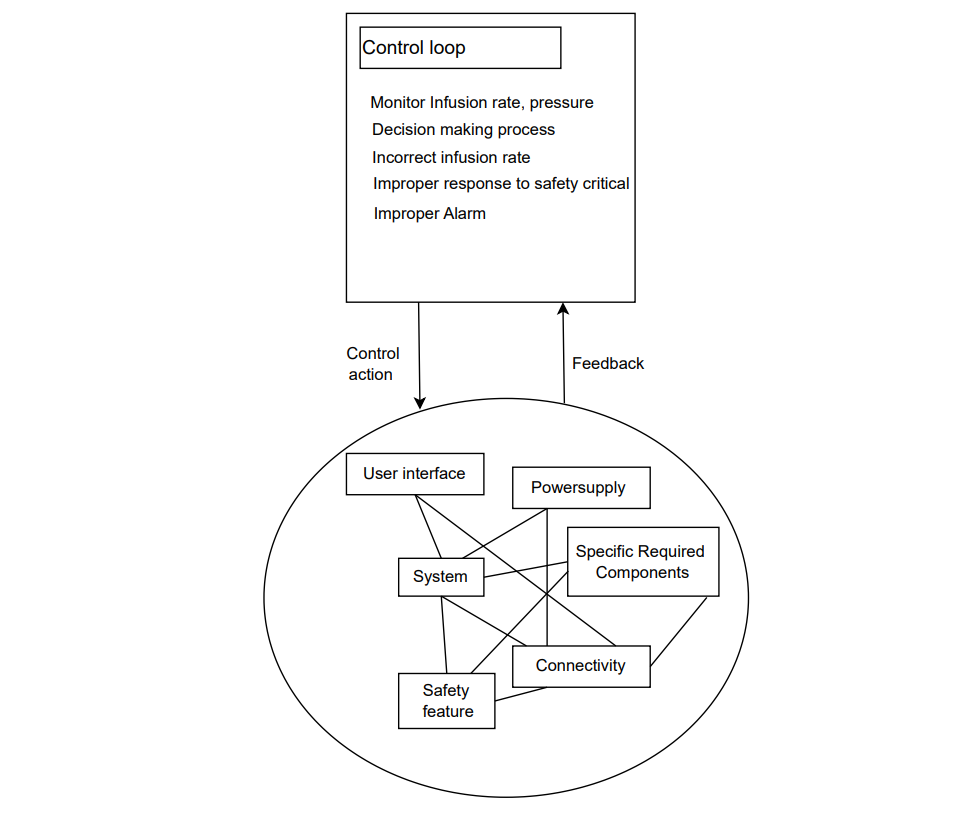 Control loop
Monitor Infusion rate, pressure
Decision making process
Incorrect infusion rate
Improper response to safety critical
Improper Alarm
Control
action
Feedback
User interface
Powersupply
Specific Required
Components
System
Connectivity
Safety
feature